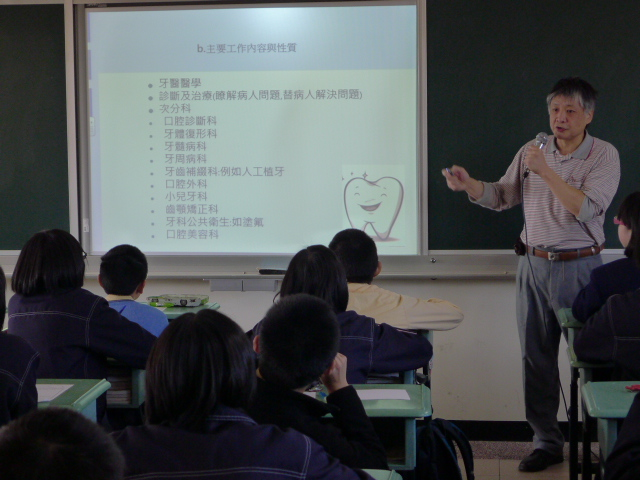 b.主要工作內容與性質
牙醫醫學
診斷及治療(瞭解病人問題,替病人解決問題)
次分科
口腔診斷科
牙體復形科
牙髓病科
牙周病科
牙齒補綴科:例如人工植牙
口腔外科
小兒牙科
齒顎矯正科
牙科公共衛生:如塗氟
口腔美容科